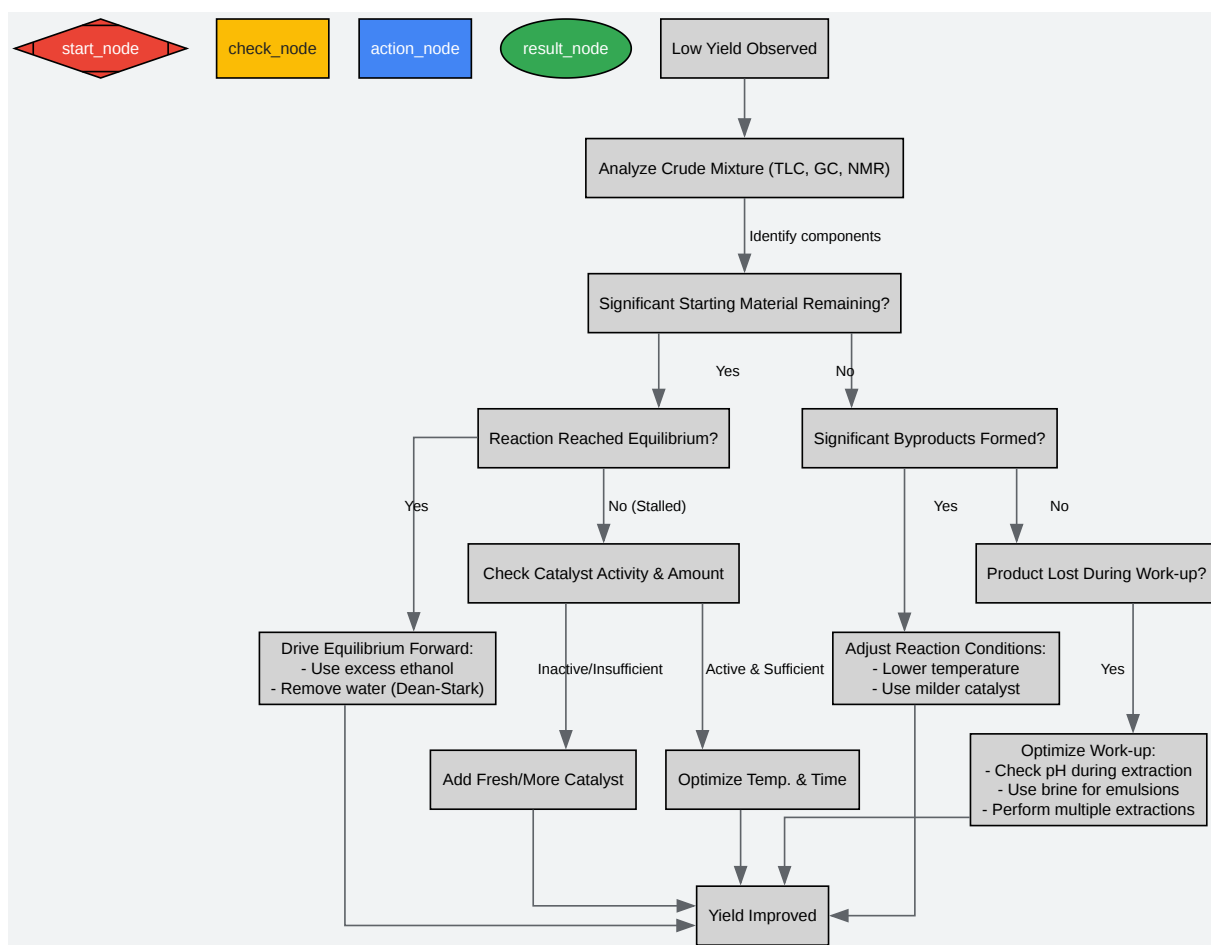 start_node
check_node
action_node
result_node
Low Yield Observed
Analyze Crude Mixture (TLC, GC, NMR)
Identify components
Significant Starting Material Remaining?
Yes
No
Reaction Reached Equilibrium?
Significant Byproducts Formed?
Yes
No (Stalled)
Yes
No
Check Catalyst Activity & Amount
Product Lost During Work-up?
Drive Equilibrium Forward:
- Use excess ethanol
- Remove water (Dean-Stark)
Inactive/Insufficient
Active & Sufficient
Adjust Reaction Conditions:
- Lower temperature
- Use milder catalyst
Yes
Add Fresh/More Catalyst
Optimize Temp. & Time
Optimize Work-up:
- Check pH during extraction
- Use brine for emulsions
- Perform multiple extractions
Yield Improved